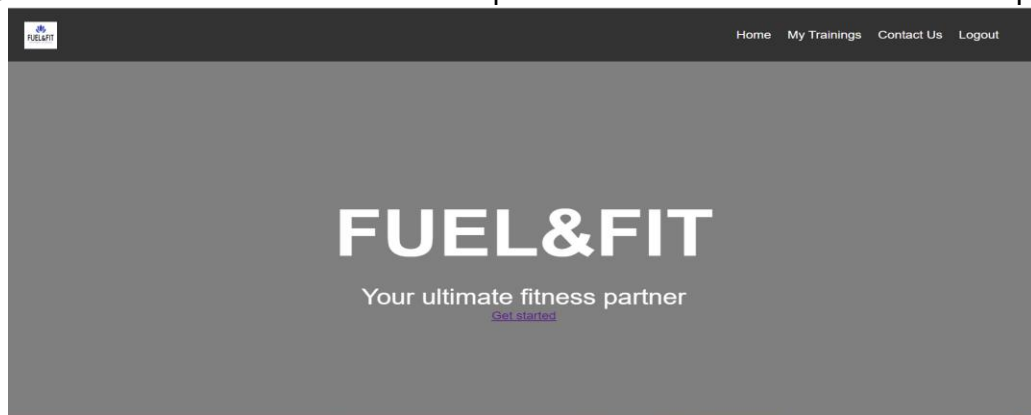 FUEL&FIT
Home My Trainings Contact Us Logout
FUEL&FIT
Your ultimate fitness partner
Get started